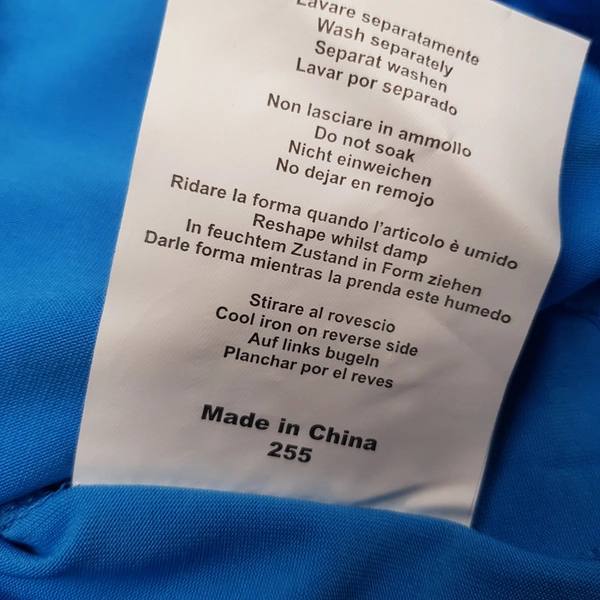 Lavare separatamente
Wash separately
Separat washen
Lavar por separado
Non lasciare in ammollo
Do not soak
Nicht einweichen
No dejar en remojo
Ridare la forma quando l'articolo è umido
Reshape whilst damp
In feuchtem Zustand in Form ziehen
Darle forma mientras la prenda este humedo
Stirare al rovescio
Cool iron on reverse side
Auf links bugeln
Planchar por el reves
Made in China
255